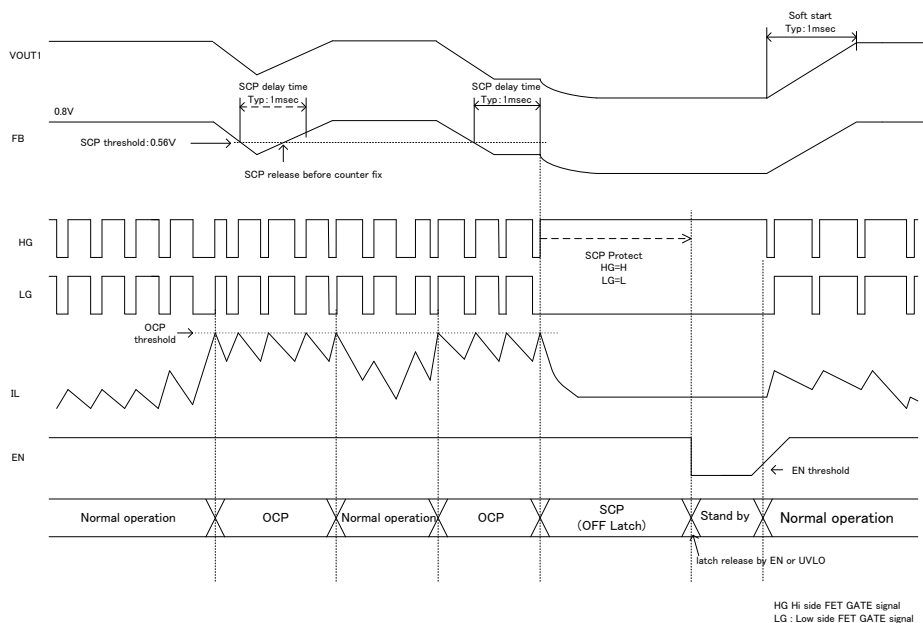 Soft start
Typ:1msec
VOUT1
SCP delay time
Typ:1msec
SCP delay time
Typ:1msec
0.8V
FB
SCP threshold:0.56V
SCP release before counter fix
HG
SCP Protect
HG=H
LG=L
LG
OCP
threshold
IL
EN
EN threshold
Normal operation
OCP
Normal operation
OCP
SCP
(OFF Latch)
Stand by
Normal operation
latch release by EN or UVLO
HG Hi side FET GATE signal
LG : Low side FET GATE signal